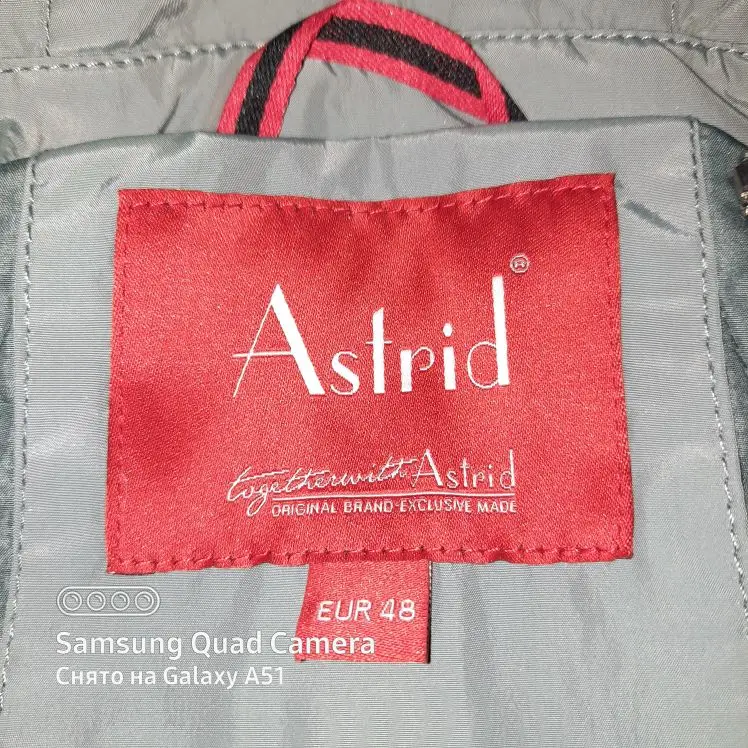 Astrid®
togetherwith Astrid
ORIGINAL BRAND-EXCLUSIVE MADE
EUR 48
Samsung Quad Camera
Снято на Galaxy A51